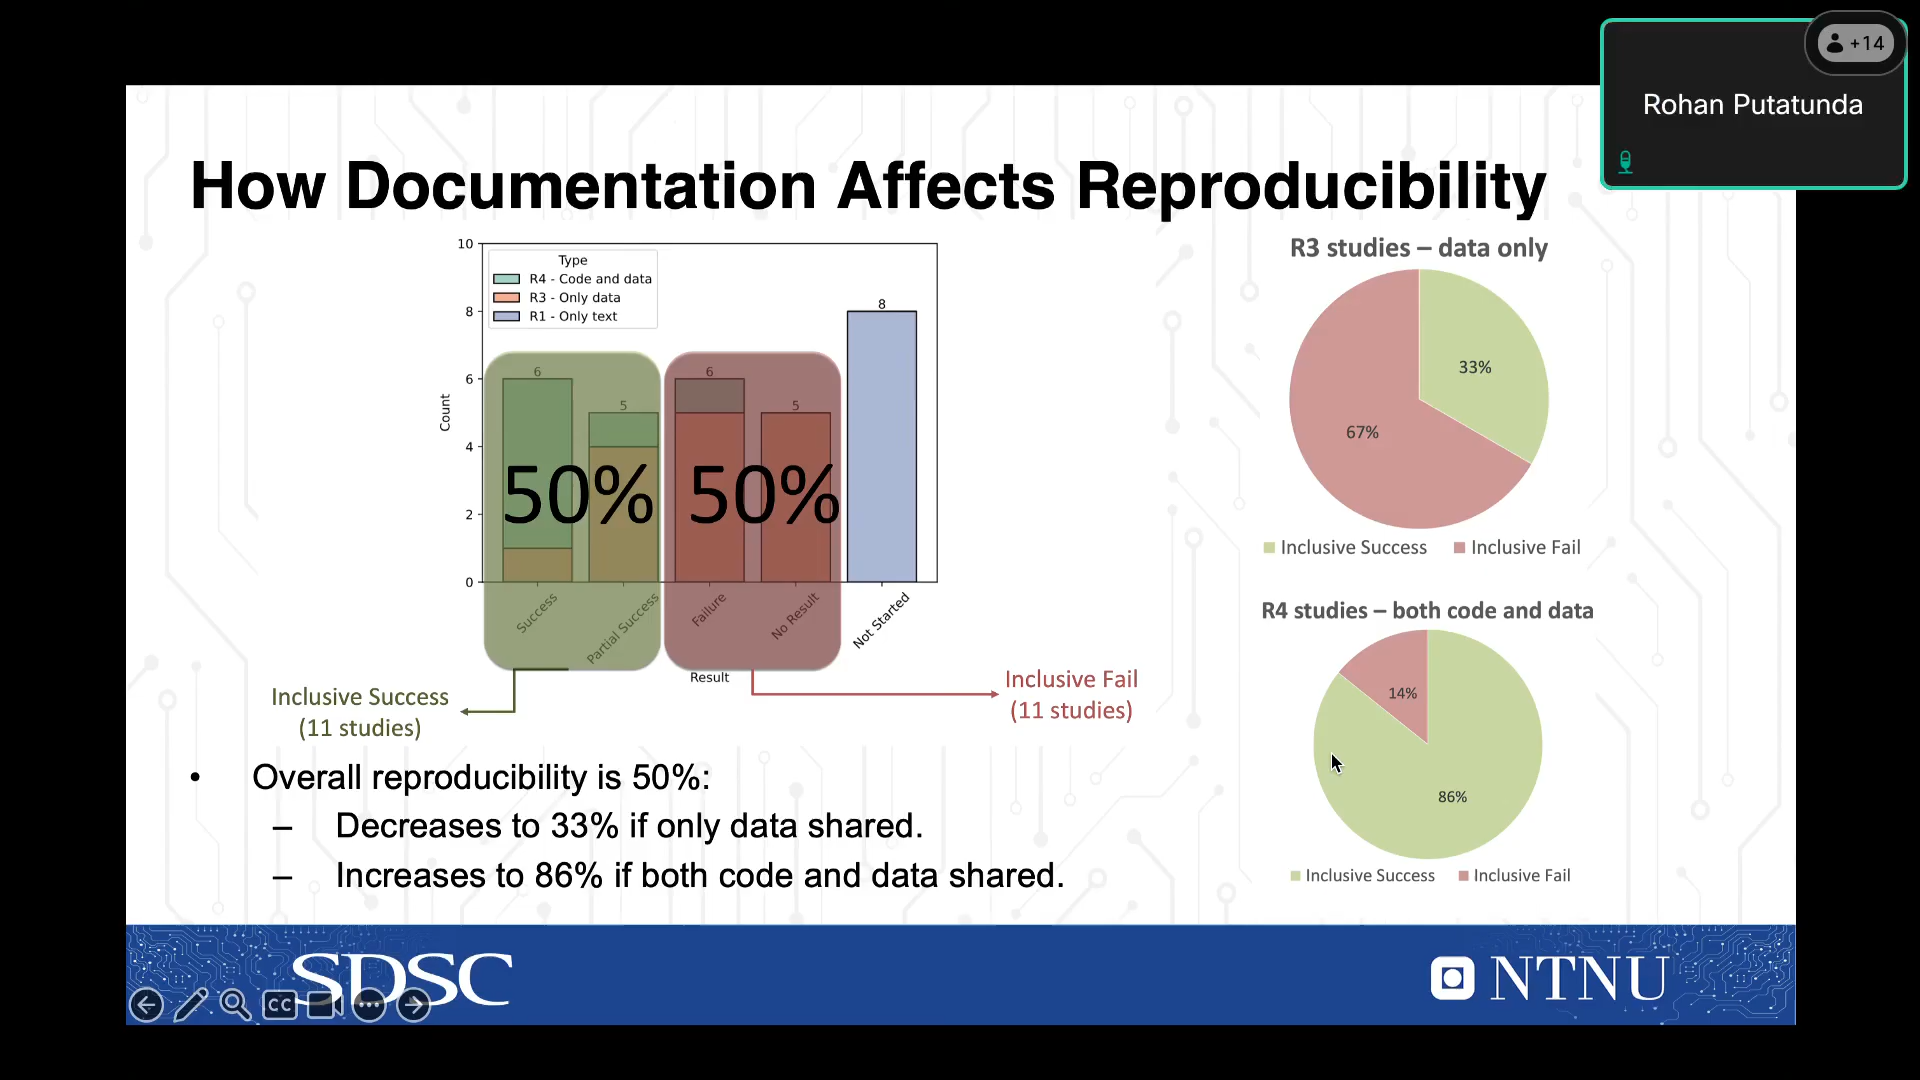 +14
Rohan Putatunda
How Documentation Affects Reproducibility
10
8
6
4
2
0
Count
Type
R4 - Code and data
R3 - Only data
R1 - Only text
6
5
6
5
8
50%
50%
Success
Partial Success
Failure
No Result
Not Started
Result
Inclusive Success
(11 studies)
Inclusive Fail
(11 studies)
R3 studies – data only
33%
67%
Inclusive Success
Inclusive Fail
R4 studies – both code and data
14%
86%
Inclusive Success
Inclusive Fail
• Overall reproducibility is 50%:
– Decreases to 33% if only data shared.
– Increases to 86% if both code and data shared.
SDSC
NTNU
CC